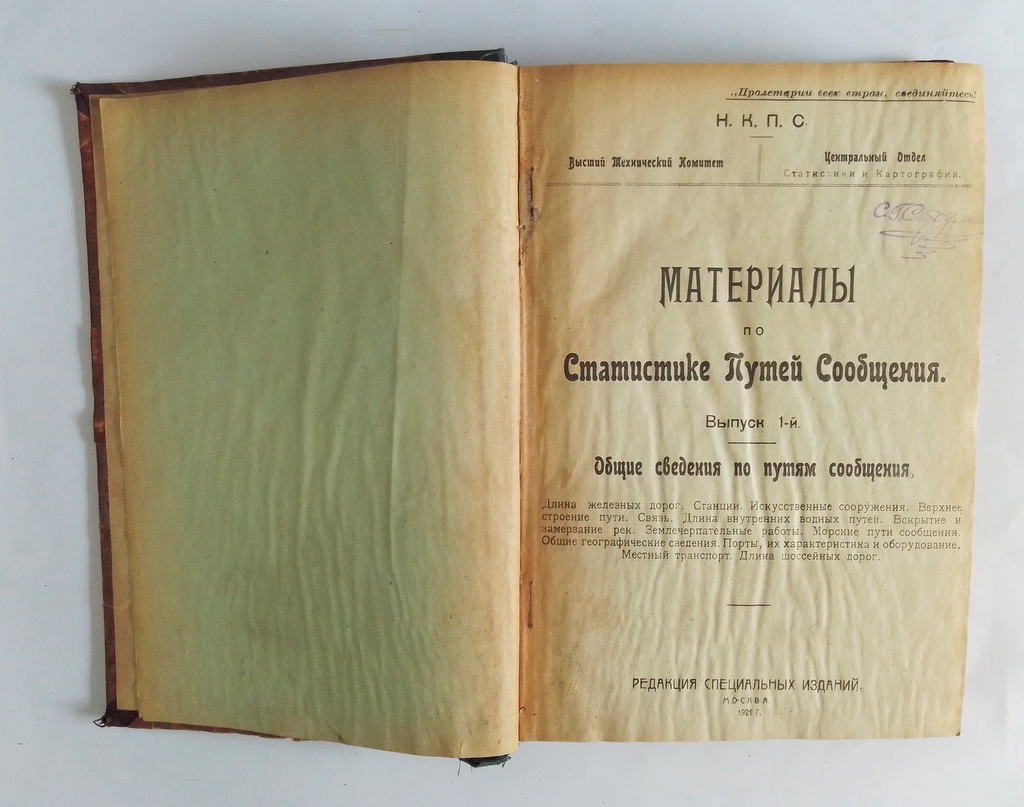 „Пролетарии всех стран, соединяйтесь!
Н. К. П. С.
Высший Технический Комитет
Центральный Отдел
Статистики и Картографии.
МАТЕРИАЛЫ
по
Статистике Путей Сообщения.
Выпуск 1-й.
Общие сведения по путям сообщения,
Длина железных дорог. Станции. Искусственные сооружения. Верхнее
строение пути. Связь. Длина внутренних водных путей. Вскрытие и
замерзание рек. Землечерпательные работы. Морские пути сообщения.
Общие географические сведения. Порты, их характеристика и оборудование.
Местный транспорт. Длина шоссейных дорог.
РЕДАКЦИЯ СПЕЦИАЛЬНЫХ ИЗДАНИЙ.
МОСКВА
1921 г.